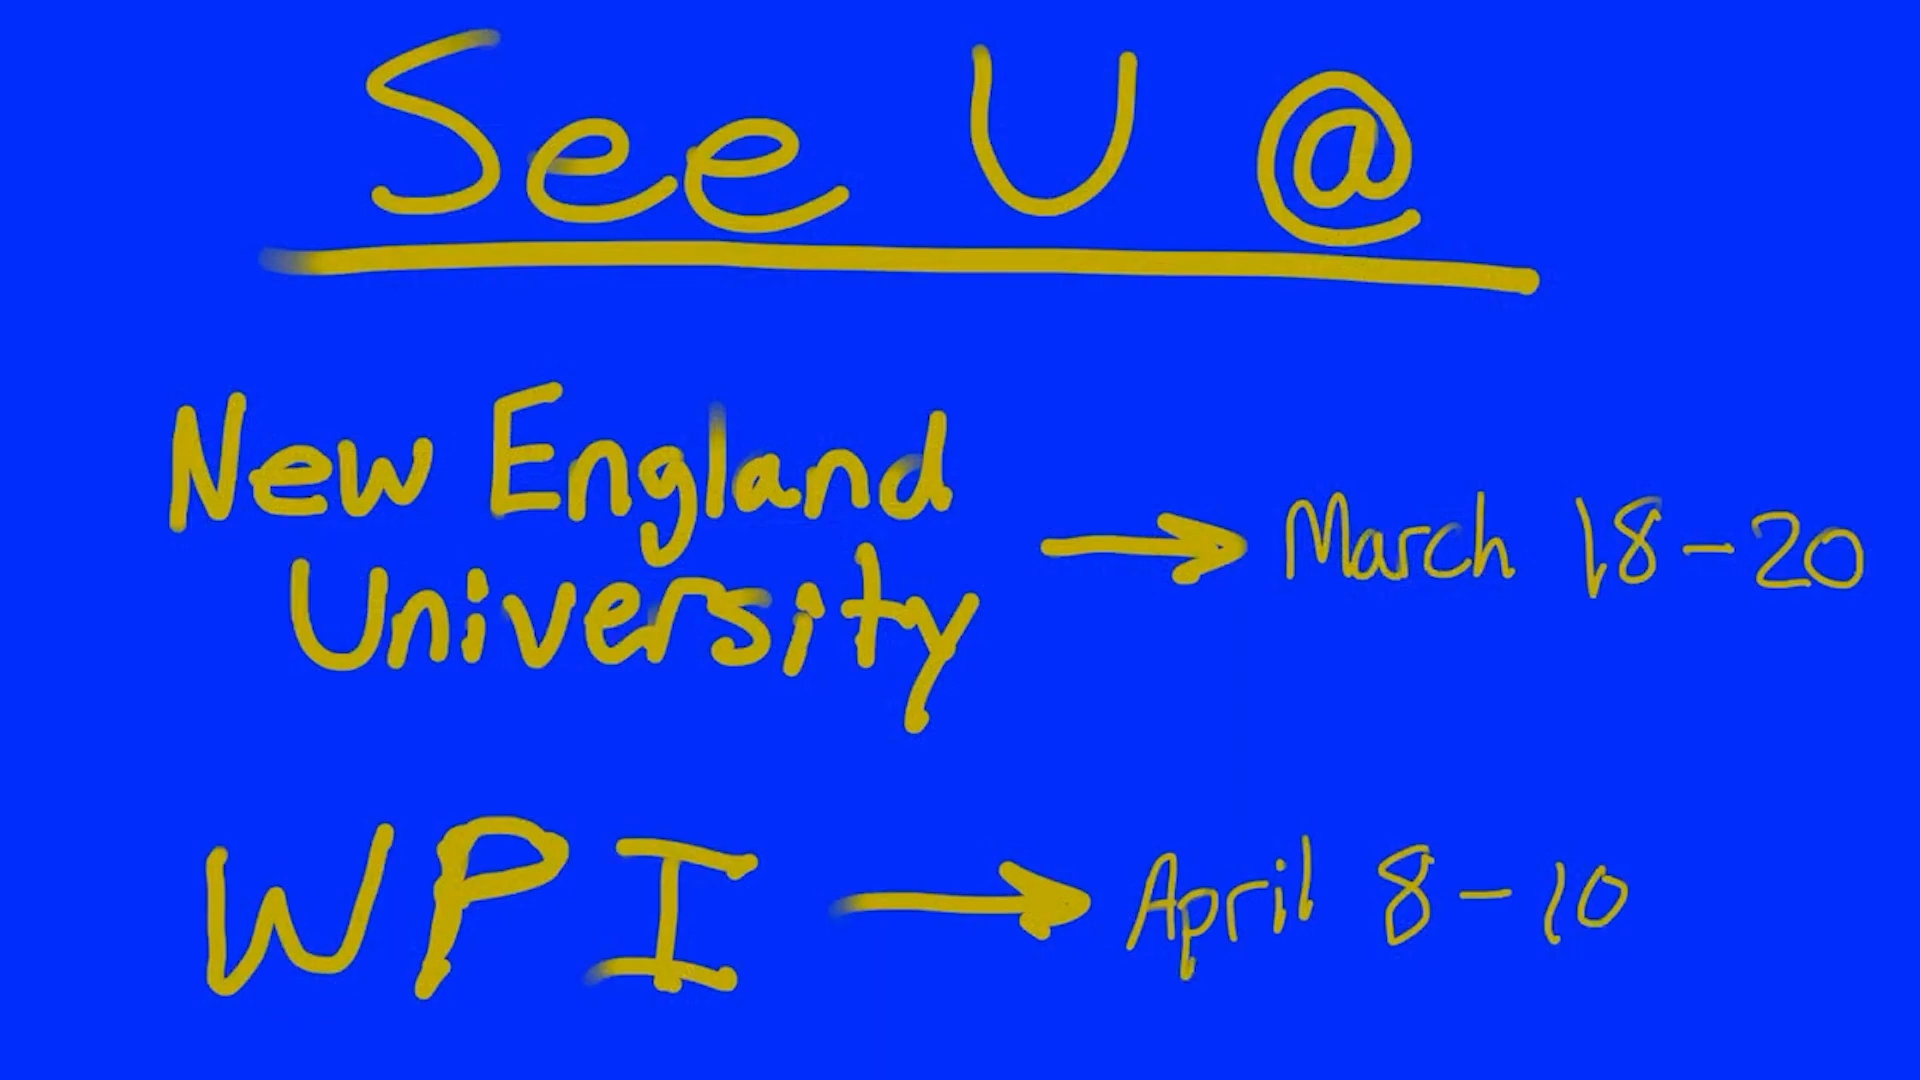 See U @
New England
University → March 18-20
WPI → April 8-10